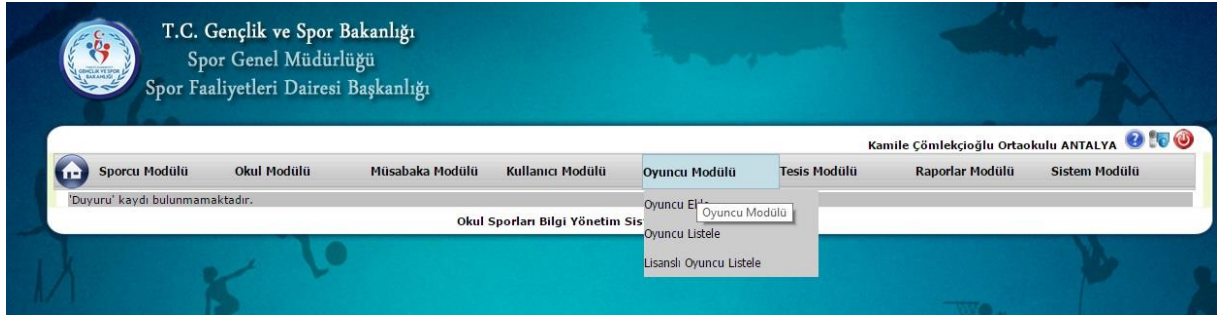 T.C. Gençlik ve Spor Bakanlığı
Spor Genel Müdürlüğü
Spor Faaliyetleri Dairesi Başkanlığı
Kamile Çömlekçioğlu Ortaokulu ANTALYA
Sporcu Modülü Okul Modülü Müsabaka Modülü Kullanıcı Modülü Oyuncu Modülü Tesis Modülü Raporlar Modülü Sistem Modülü
'Duyuru' kaydı bulunmamaktadır.
Oyuncu
Oyuncu Modülü
Okul Sporları Bilgi Yönetim
Oyuncu Listele
Lisanslı Oyuncu Listele